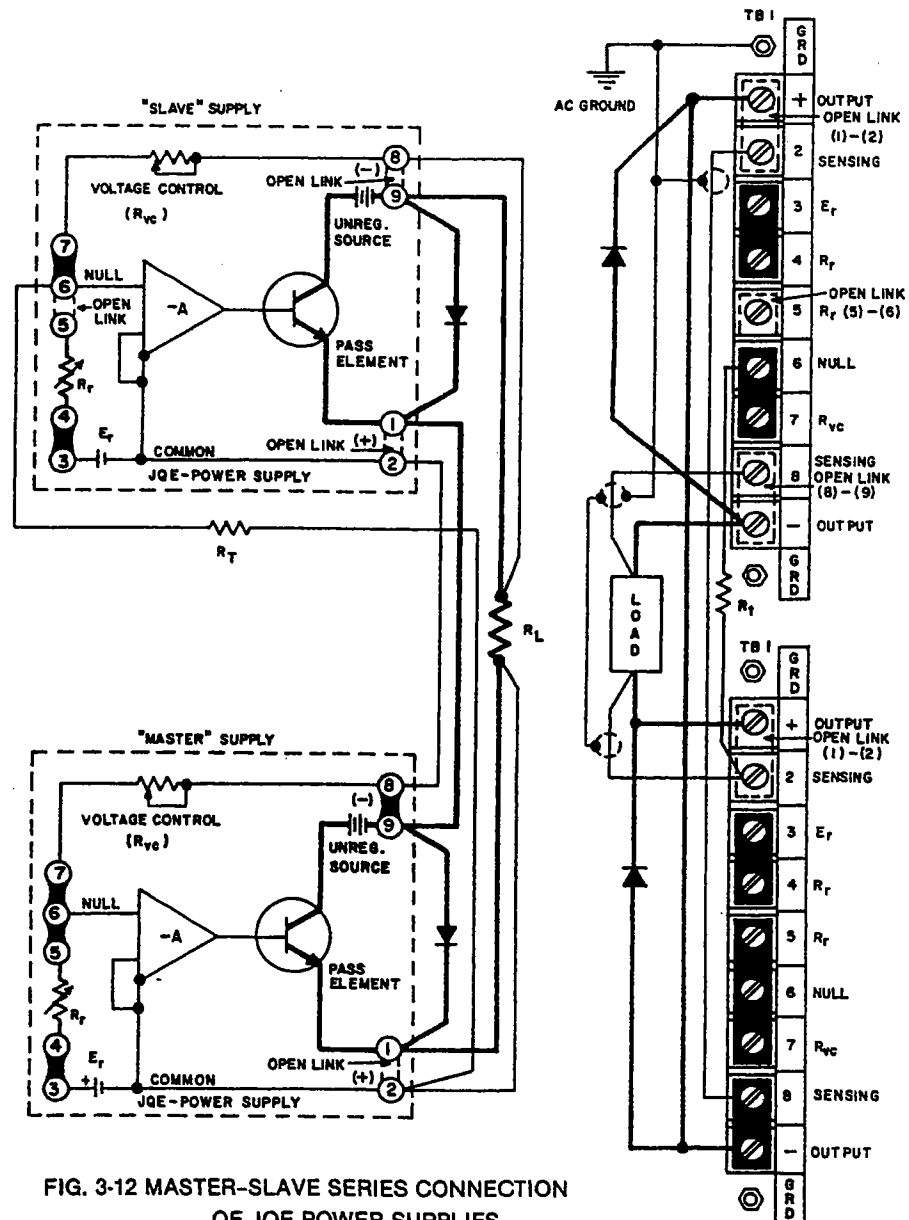 "SLAVE" SUPPLY
8
(-)
OPEN LINK
VOLTAGE CONTROL
(Rvc)
9
UNREG.
SOURCE
7
NULL
6
OPEN
LINK
5
-A
PASS
ELEMENT
Rr
4
Er
1
OPEN LINK (+)
3
COMMON
2
JQE-POWER SUPPLY
RT
RL
"MASTER" SUPPLY
8
(-)
VOLTAGE CONTROL
(Rvc)
9
UNREG.
SOURCE
7
6
NULL
5
-A
PASS
ELEMENT
Rr
4
Er
1
OPEN LINK
(+)
3
+
COMMON
2
JQE-POWER SUPPLY
TB1
GRD
AC GROUND
+ OUTPUT
OPEN LINK
(1)-(2)
2 SENSING
3 Er
4 Rr
OPEN LINK
5 Rr (5)-(6)
6 NULL
7 Rvc
SENSING
8 OPEN LINK
(8)-(9)
- OUTPUT
GRD
LOAD
Rt
TB1
GRD
+ OUTPUT
OPEN LINK
(1)-(2)
2 SENSING
3 Er
4 Rr
5 Rr
6 NULL
7 Rvc
8 SENSING
- OUTPUT
GRD
FIG. 3-12 MASTER-SLAVE SERIES CONNECTION
OF JQE POWER SUPPLIES